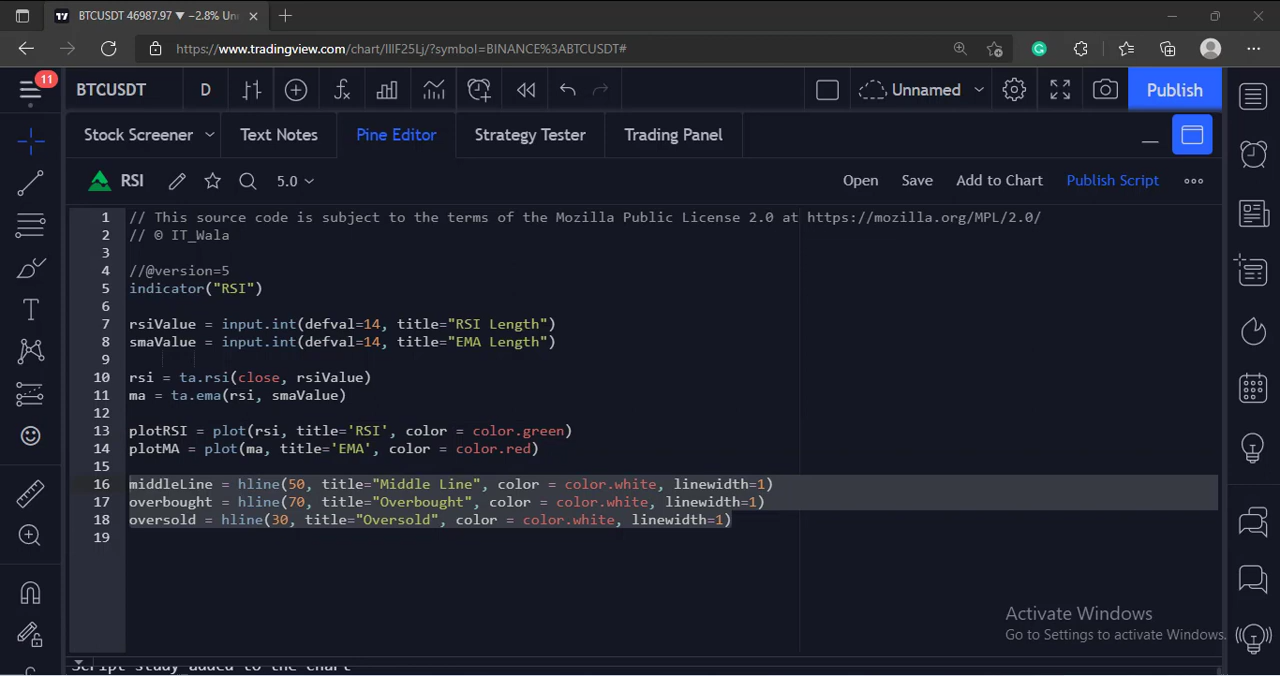 BTCUSDT 46987.97 ▼ −2.8% Un
https://www.tradingview.com/chart/lllF25Lj/?symbol=BINANCE%3ABTCUSDT#
11
BTCUSDT D Unnamed Publish
Stock Screener Text Notes Pine Editor Strategy Tester Trading Panel
RSI 5.0 Open Save Add to Chart Publish Script
1 // This source code is subject to the terms of the Mozilla Public License 2.0 at https://mozilla.org/MPL/2.0/
2 // © IT_Wala
3
4 //@version=5
5 indicator("RSI")
6
7 rsiValue = input.int(defval=14, title="RSI Length")
8 smaValue = input.int(defval=14, title="EMA Length")
9
10 rsi = ta.rsi(close, rsiValue)
11 ma = ta.ema(rsi, smaValue)
12
13 plotRSI = plot(rsi, title='RSI', color = color.green)
14 plotMA = plot(ma, title='EMA', color = color.red)
15
16 middleLine = hline(50, title="Middle Line", color = color.white, linewidth=1)
17 overbought = hline(70, title="Overbought", color = color.white, linewidth=1)
18 oversold = hline(30, title="Oversold", color = color.white, linewidth=1)
19
Activate Windows
Go to Settings to activate Windows.
Script study added to the chart